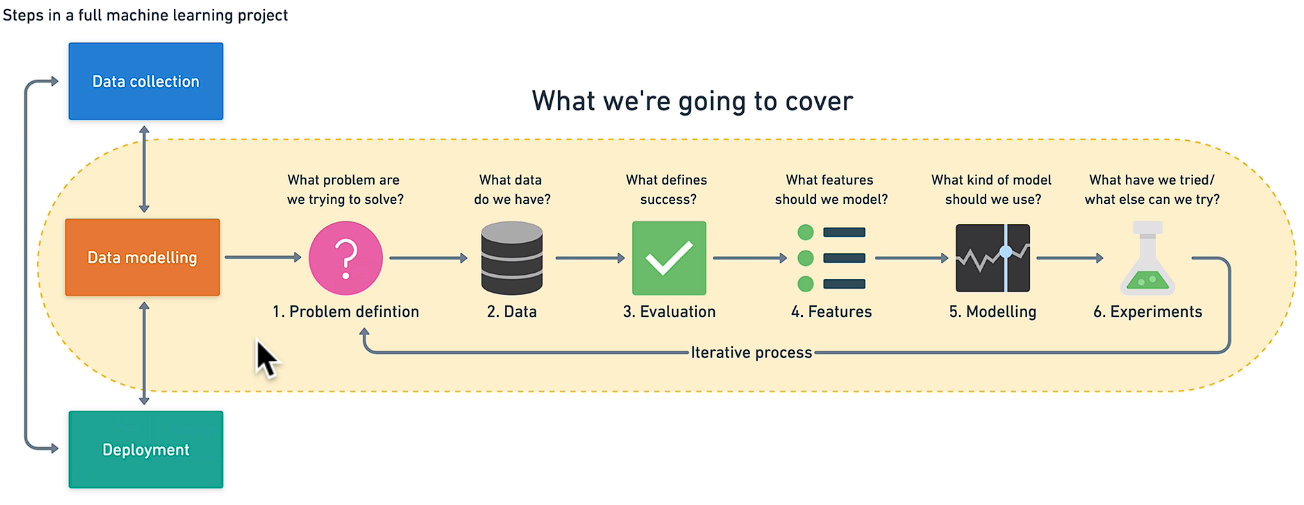 Steps in a full machine learning project
Data collection
What we're going to cover
What problem are
we trying to solve?
What data
do we have?
What defines
success?
What features
should we model?
What kind of model
should we use?
What have we tried/
what else can we try?
Data modelling
1. Problem defintion
2. Data
3. Evaluation
4. Features
5. Modelling
6. Experiments
Iterative process
Deployment